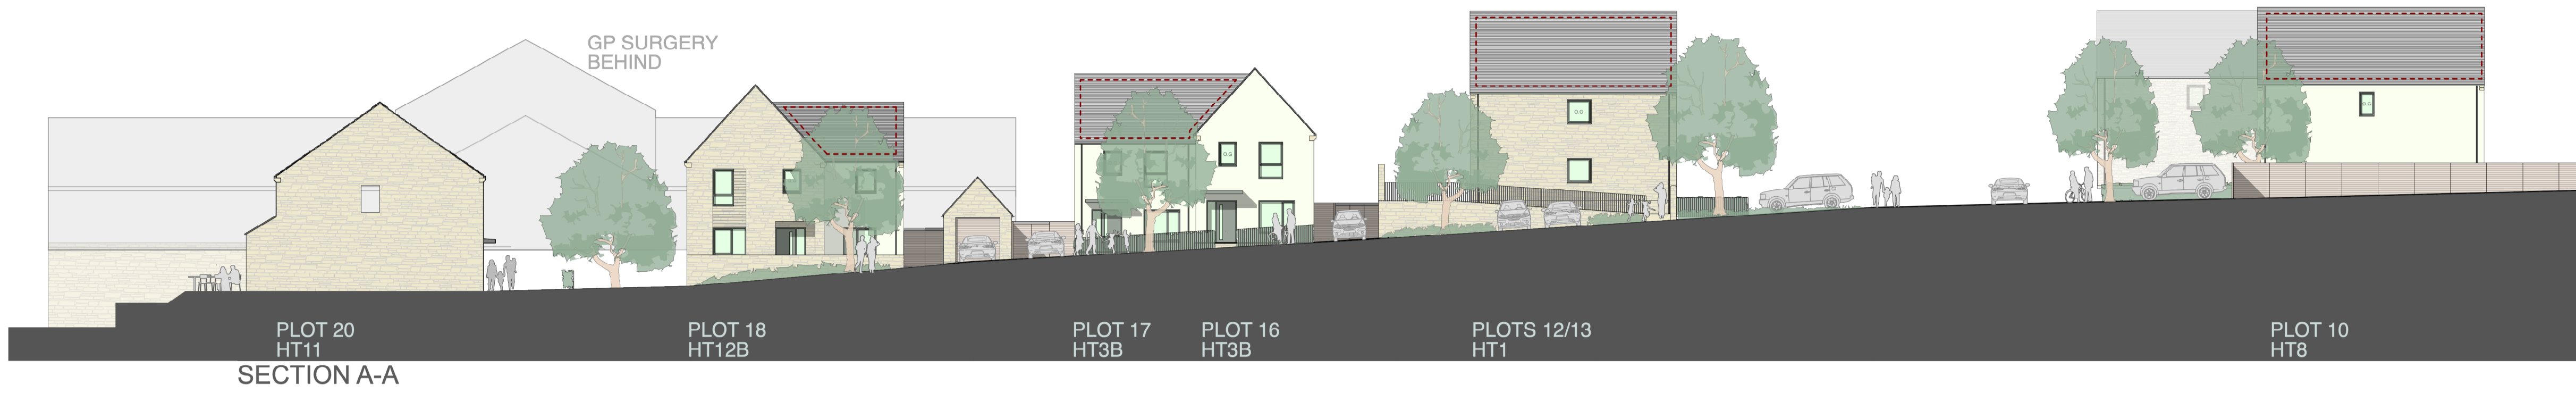 GP SURGERY
BEHIND
PLOT 20
HT11
PLOT 18
HT12B
PLOT 17
HT3B
PLOT 16
HT3B
PLOTS 12/13
HT1
PLOT 10
HT8
SECTION A-A